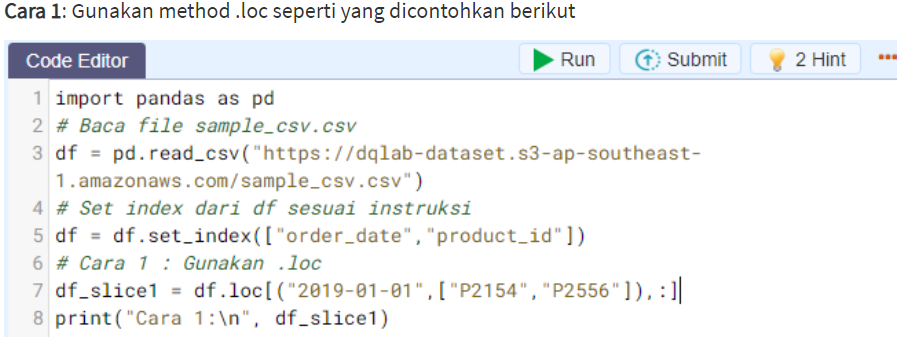 Cara 1: Gunakan method .loc seperti yang dicontohkan berikut
Code Editor Run Submit 2 Hint
1 import pandas as pd
2 # Baca file sample_csv.csv
3 df = pd.read_csv("https://dqlab-dataset.s3-ap-southeast-
1.amazonaws.com/sample_csv.csv")
4 # Set index dari df sesuai instruksi
5 df = df.set_index(["order_date","product_id"])
6 # Cara 1 : Gunakan .loc
7 df_slice1 = df.loc[("2019-01-01",["P2154","P2556"]),:]
8 print("Cara 1:\n", df_slice1)